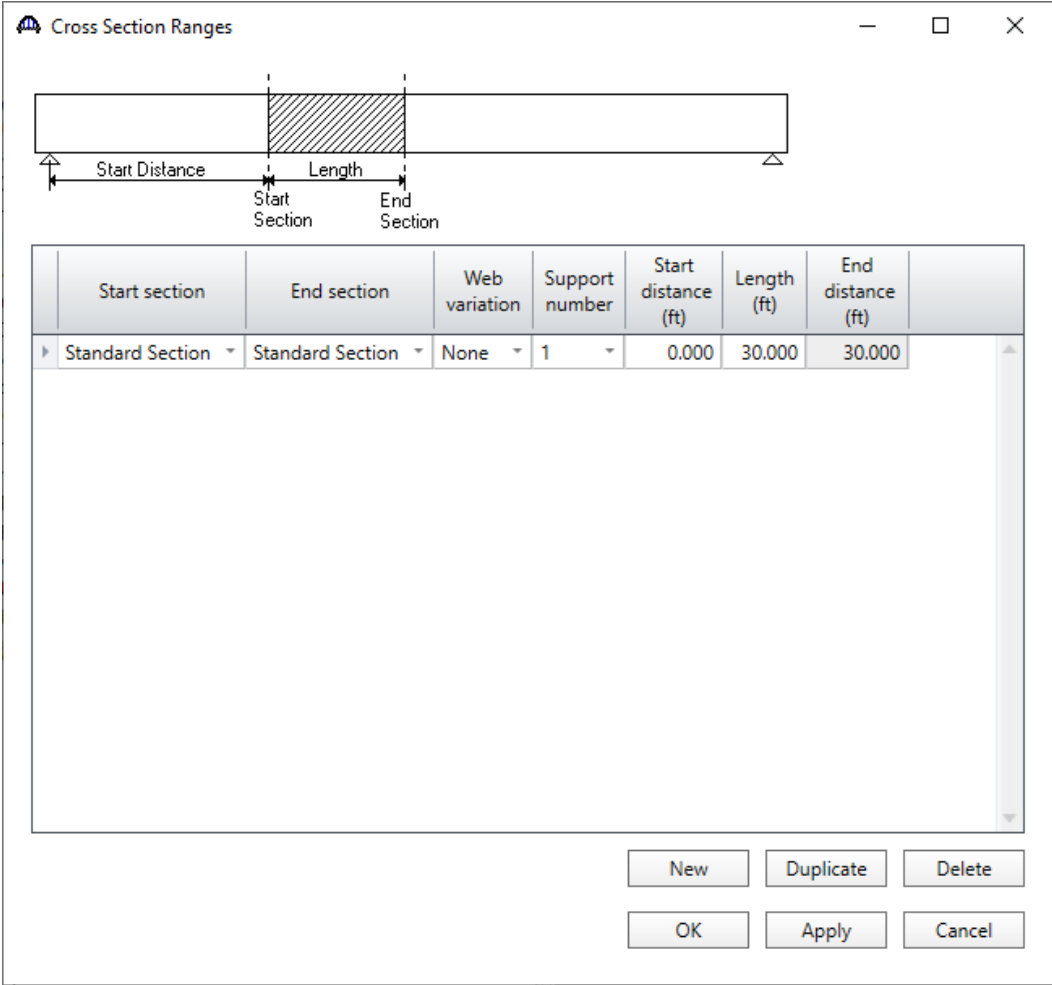 Cross Section Ranges
Start Distance Length
Start Section End Section
Start section End section Web variation Support number Start distance (ft) Length (ft) End distance (ft)
Standard Section Standard Section None 1 0.000 30.000 30.000
New Duplicate Delete
OK Apply Cancel